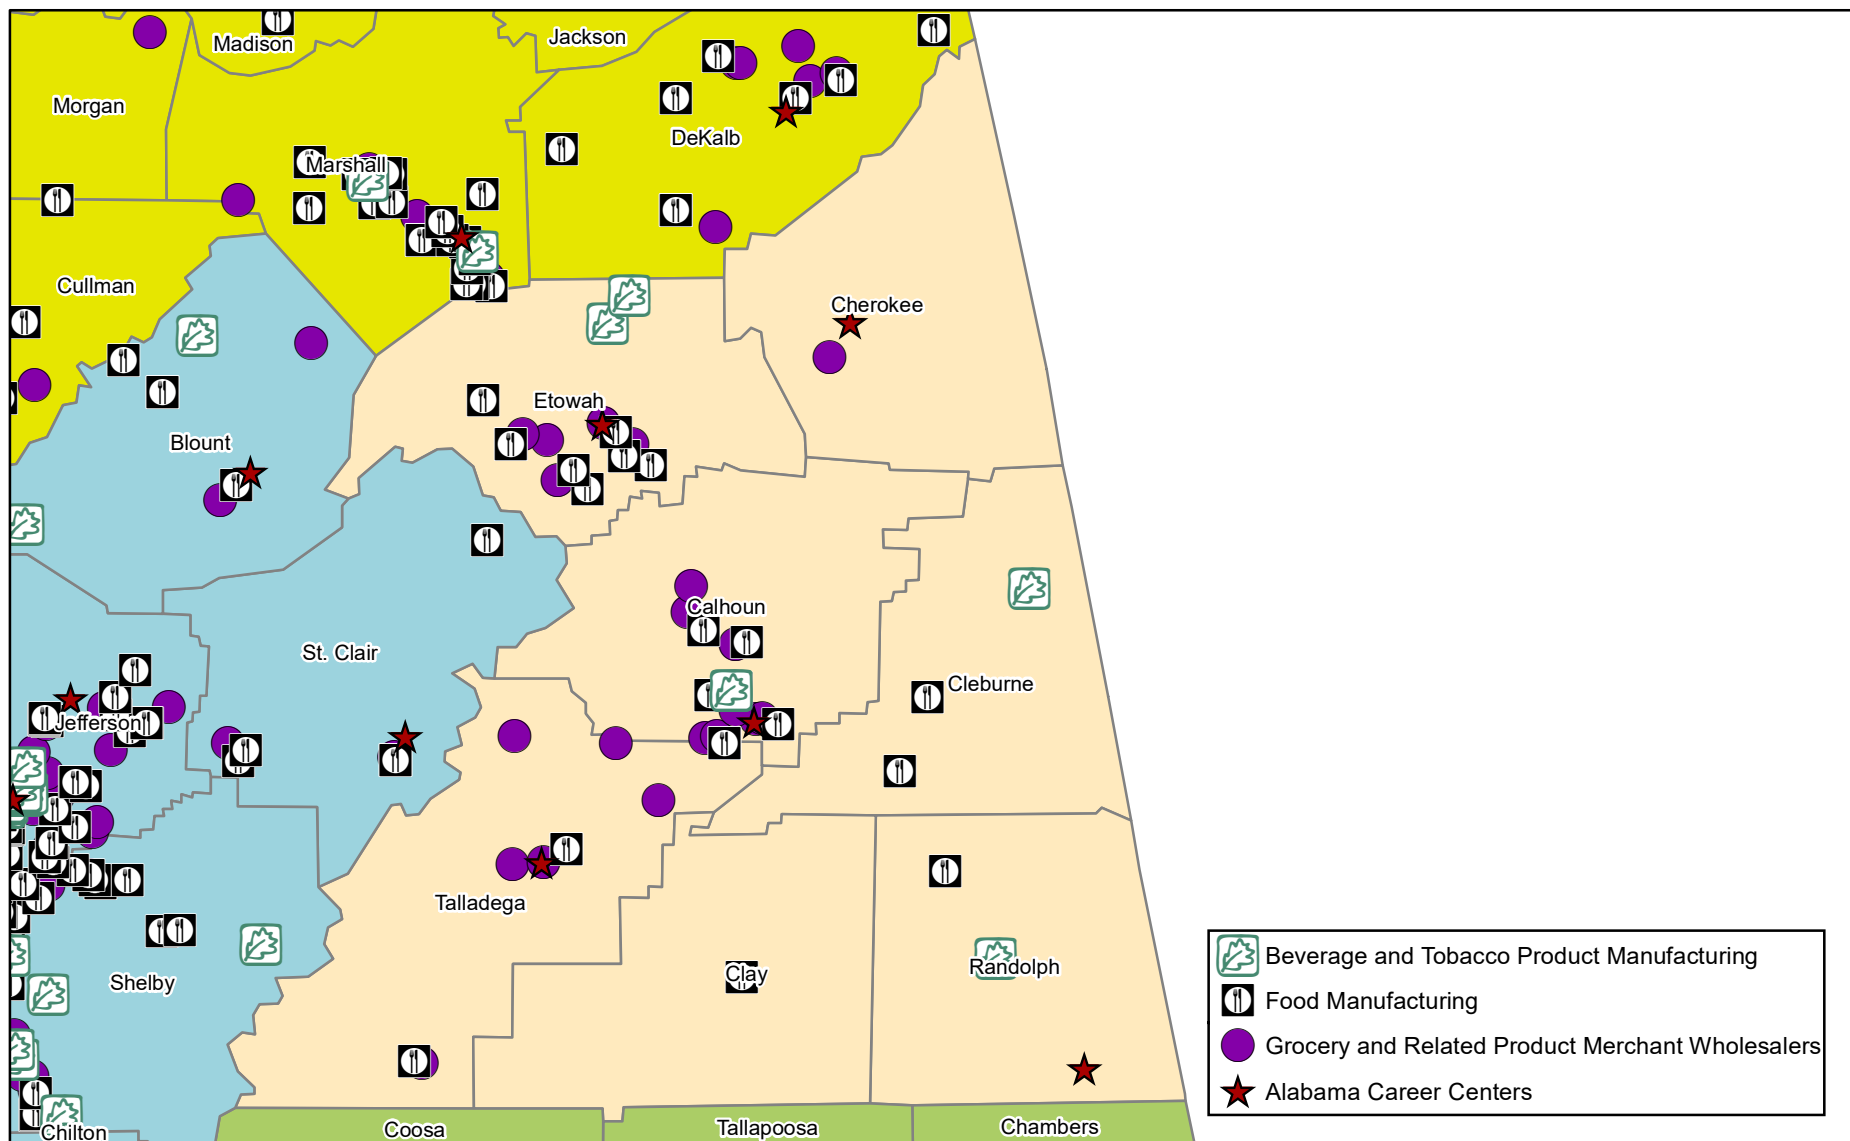 Madison
Jackson
Morgan
DeKalb
Marshall
Cullman
Cherokee
Etowah
Blount
Calhoun
St. Clair
Cleburne
Jefferson
Talladega
Clay
Randolph
Shelby
Chilton
Coosa
Tallapoosa
Chambers
Beverage and Tobacco Product Manufacturing
Food Manufacturing
Grocery and Related Product Merchant Wholesalers
Alabama Career Centers